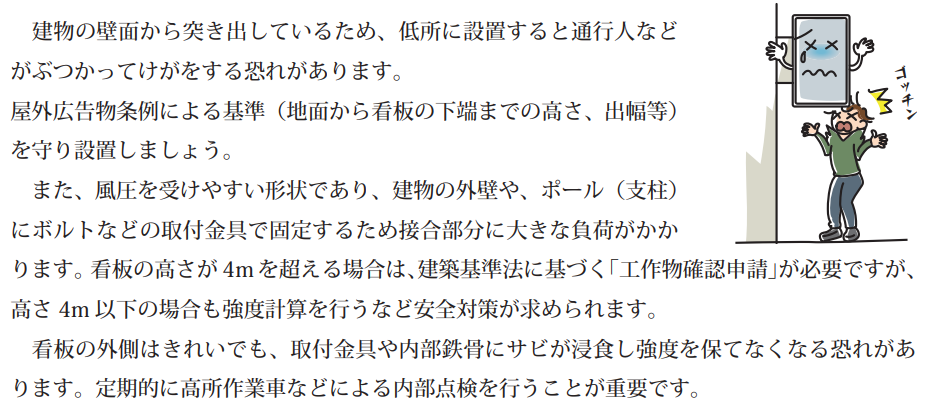 建物の壁面から突き出しているため、低所に設置すると通行人など
がぶつかってけがをする恐れがあります。
屋外広告物条例による基準（地面から看板の下端までの高さ、出幅等）
を守り設置しましょう。
また、風圧を受けやすい形状であり、建物の外壁や、ポール（支柱）
にボルトなどの取付金具で固定するため接合部分に大きな負荷がかか
ります。看板の高さが 4m を超える場合は、建築基準法に基づく「工作物確認申請」が必要ですが、
高さ 4m 以下の場合も強度計算を行うなど安全対策が求められます。
看板の外側はきれいでも、取付金具や内部鉄骨にサビが浸食し強度を保てなくなる恐れがあ
ります。定期的に高所作業車などによる内部点検を行うことが重要です。
ゴッチン